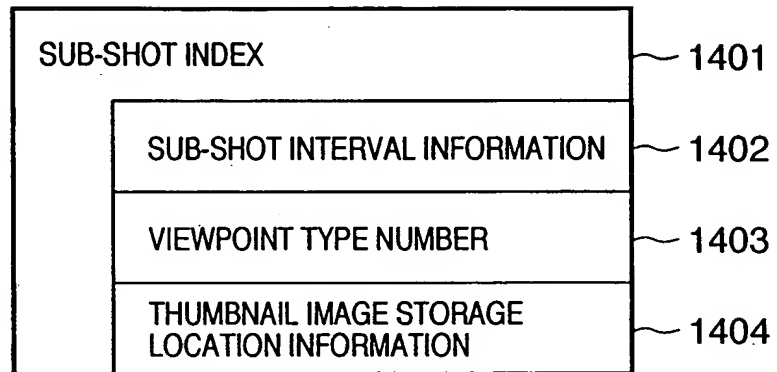 SUB-SHOT INDEX 1401
SUB-SHOT INTERVAL INFORMATION 1402
VIEWPOINT TYPE NUMBER 1403
THUMBNAIL IMAGE STORAGE
LOCATION INFORMATION 1404